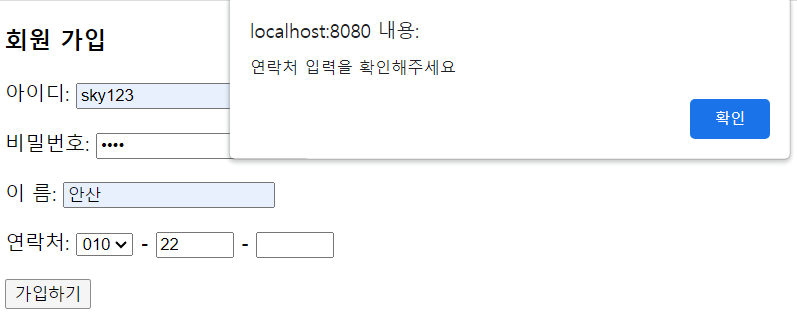 localhost:8080 내용:
연락처 입력을 확인해주세요
확인
회원 가입
아이디: sky123
비밀번호: ••••
이 름: 안산
연락처: 010 - 22 -
가입하기